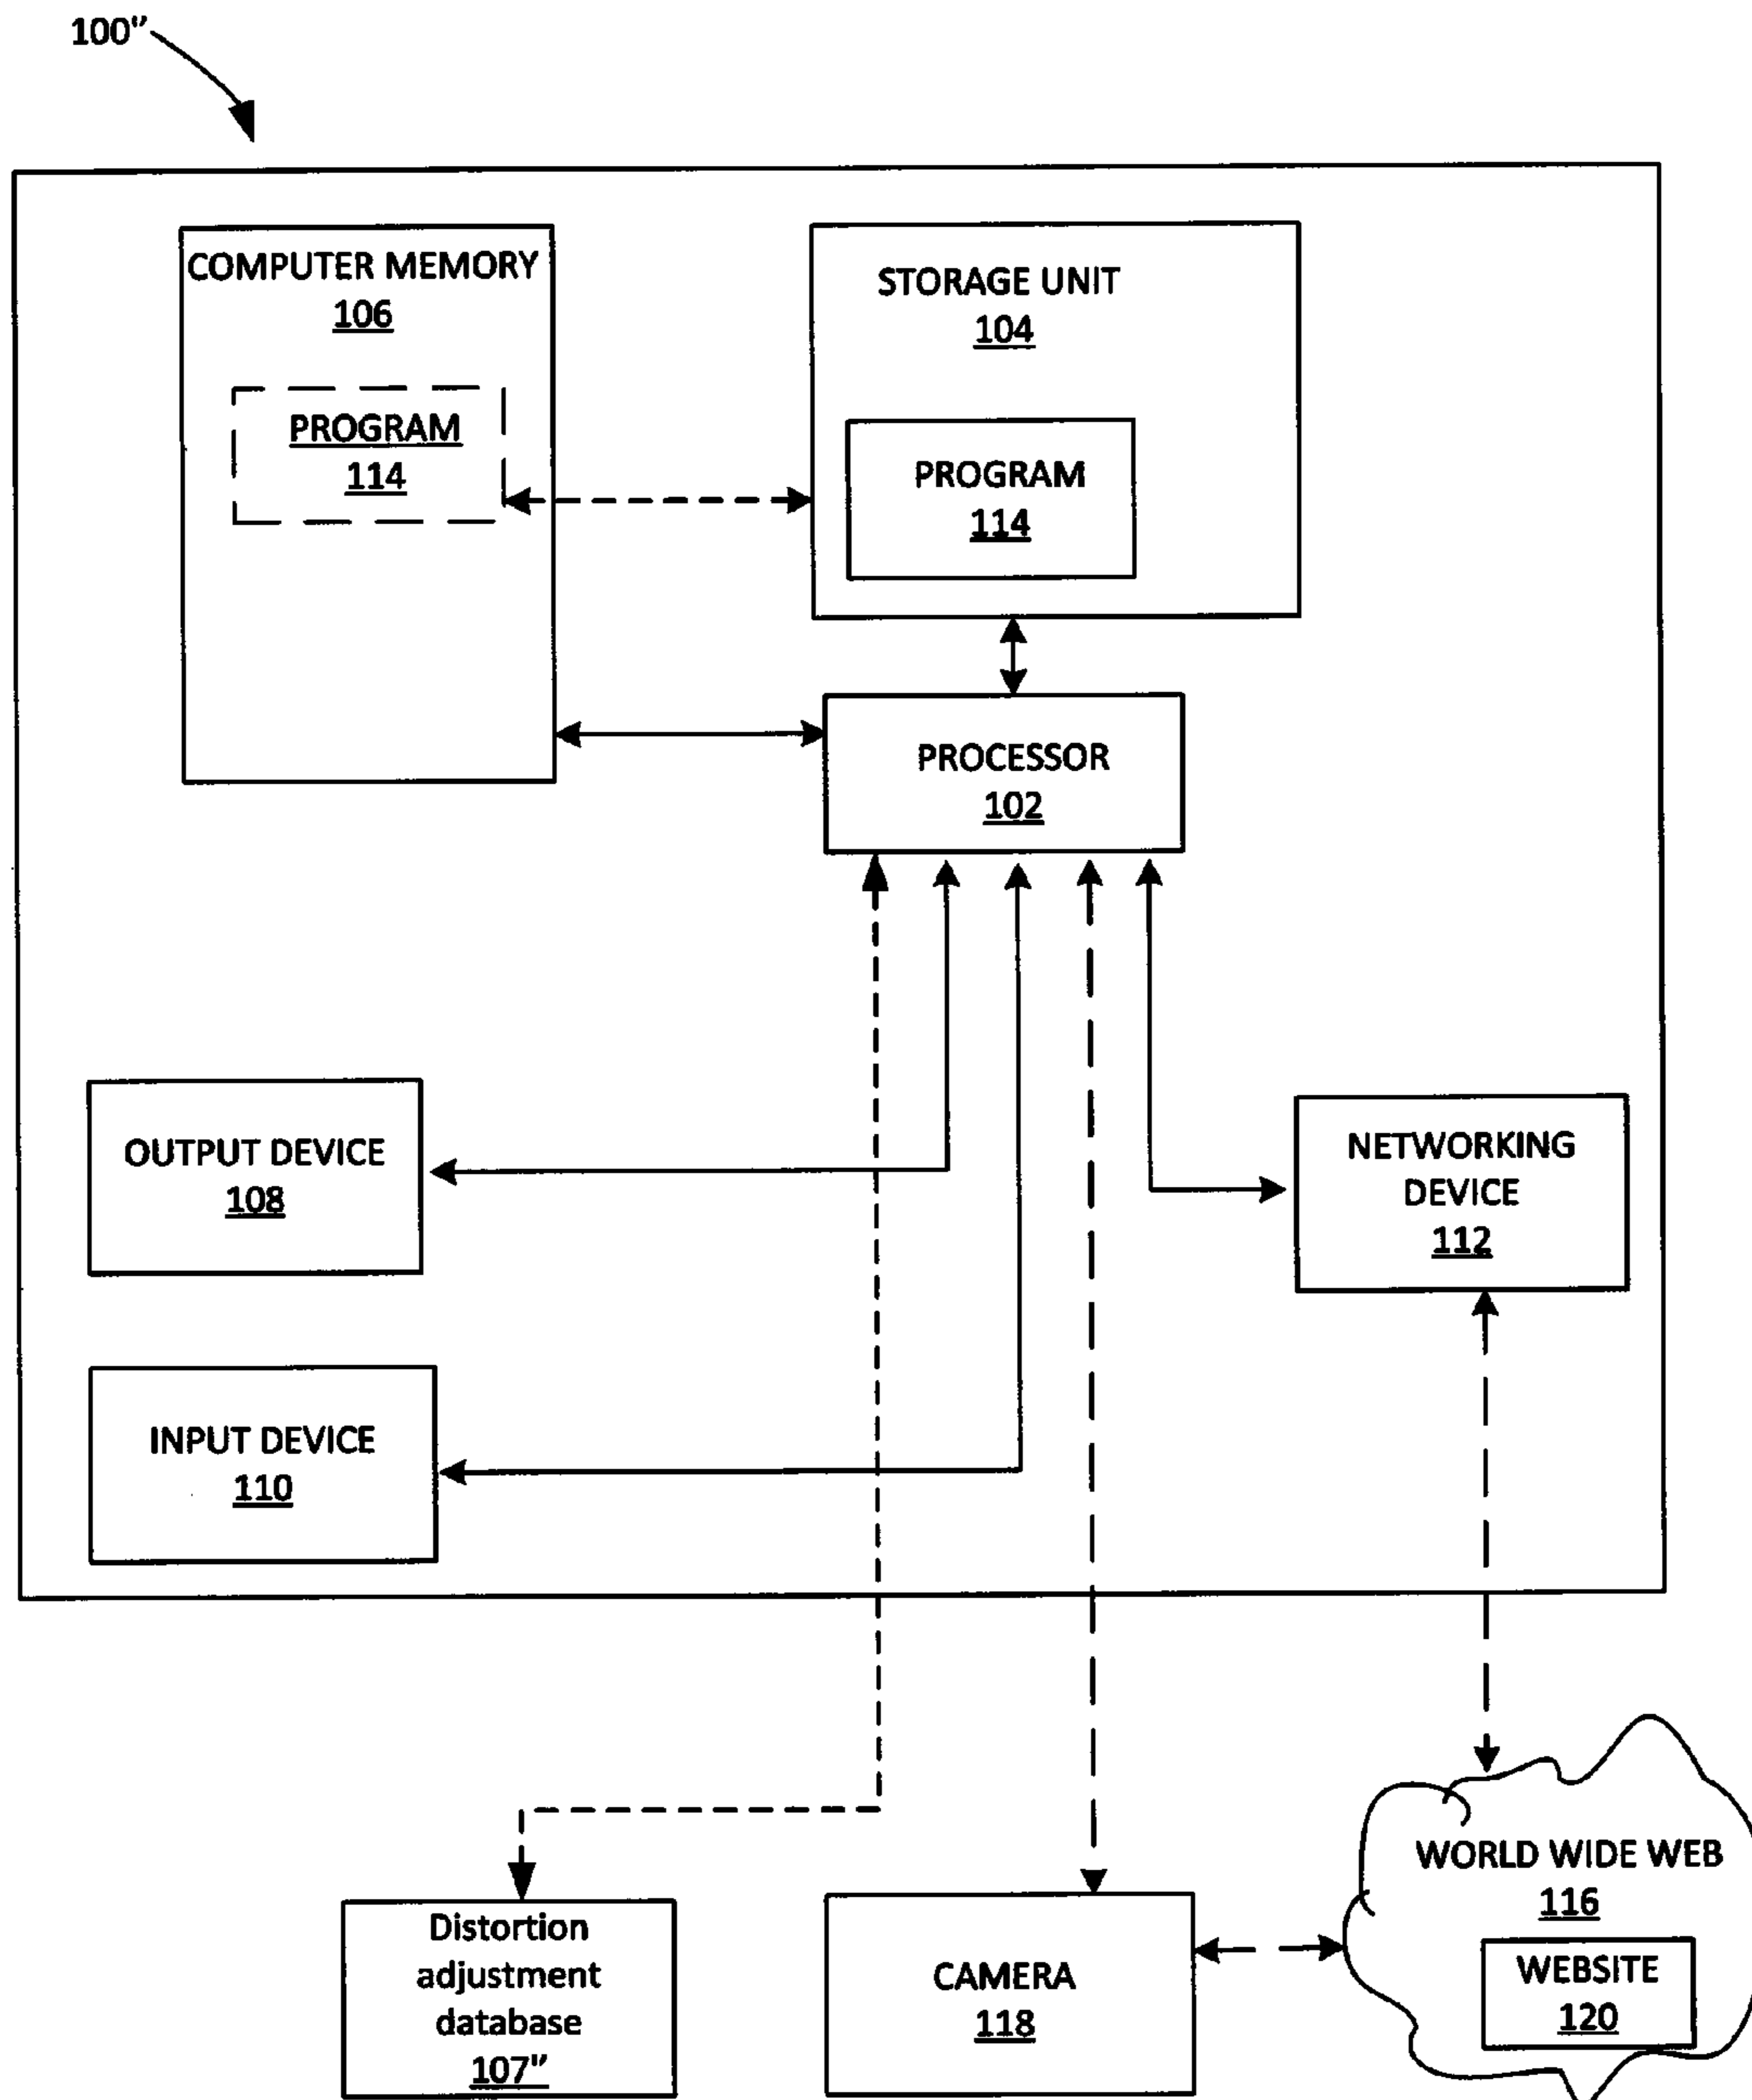 100"
COMPUTER MEMORY
106
PROGRAM
114
STORAGE UNIT
104
PROGRAM
114
PROCESSOR
102
OUTPUT DEVICE
108
NETWORKING
DEVICE
112
INPUT DEVICE
110
Distortion
adjustment
database
107"
CAMERA
118
WORLD WIDE WEB
116
WEBSITE
120